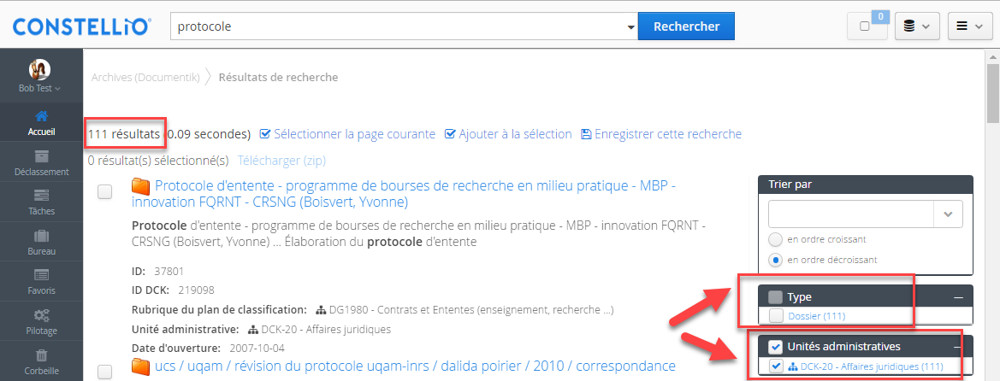 CONSTELLiO
protocole
Rechercher
0
Bob Test
Accueil
Déclassement
Tâches
Bureau
Favoris
Pilotage
Corbeille
Archives (Documentik) Résultats de recherche
111 résultats (0.09 secondes) Sélectionner la page courante Ajouter à la sélection Enregistrer cette recherche
0 résultat(s) sélectionné(s) Télécharger (zip)
Protocole d'entente - programme de bourses de recherche en milieu pratique - MBP -
innovation FQRNT - CRSNG (Boisvert, Yvonne)
Protocole d'entente - programme de bourses de recherche en milieu pratique - MBP - innovation FQRNT -
CRSNG (Boisvert, Yvonne) ... Élaboration du protocole d'entente
ID: 37801
ID DCK: 219098
Rubrique du plan de classification: DG1980 - Contrats et Ententes (enseignement, recherche ...)
Unité administrative: DCK-20 - Affaires juridiques
Date d'ouverture: 2007-10-04
ucs / uqam / révision du protocole uqam-inrs / dalida poirier / 2010 / correspondance
Trier par
en ordre croissant
en ordre décroissant
Type
Dossier (111)
Unités administratives
DCK-20 - Affaires juridiques (111)